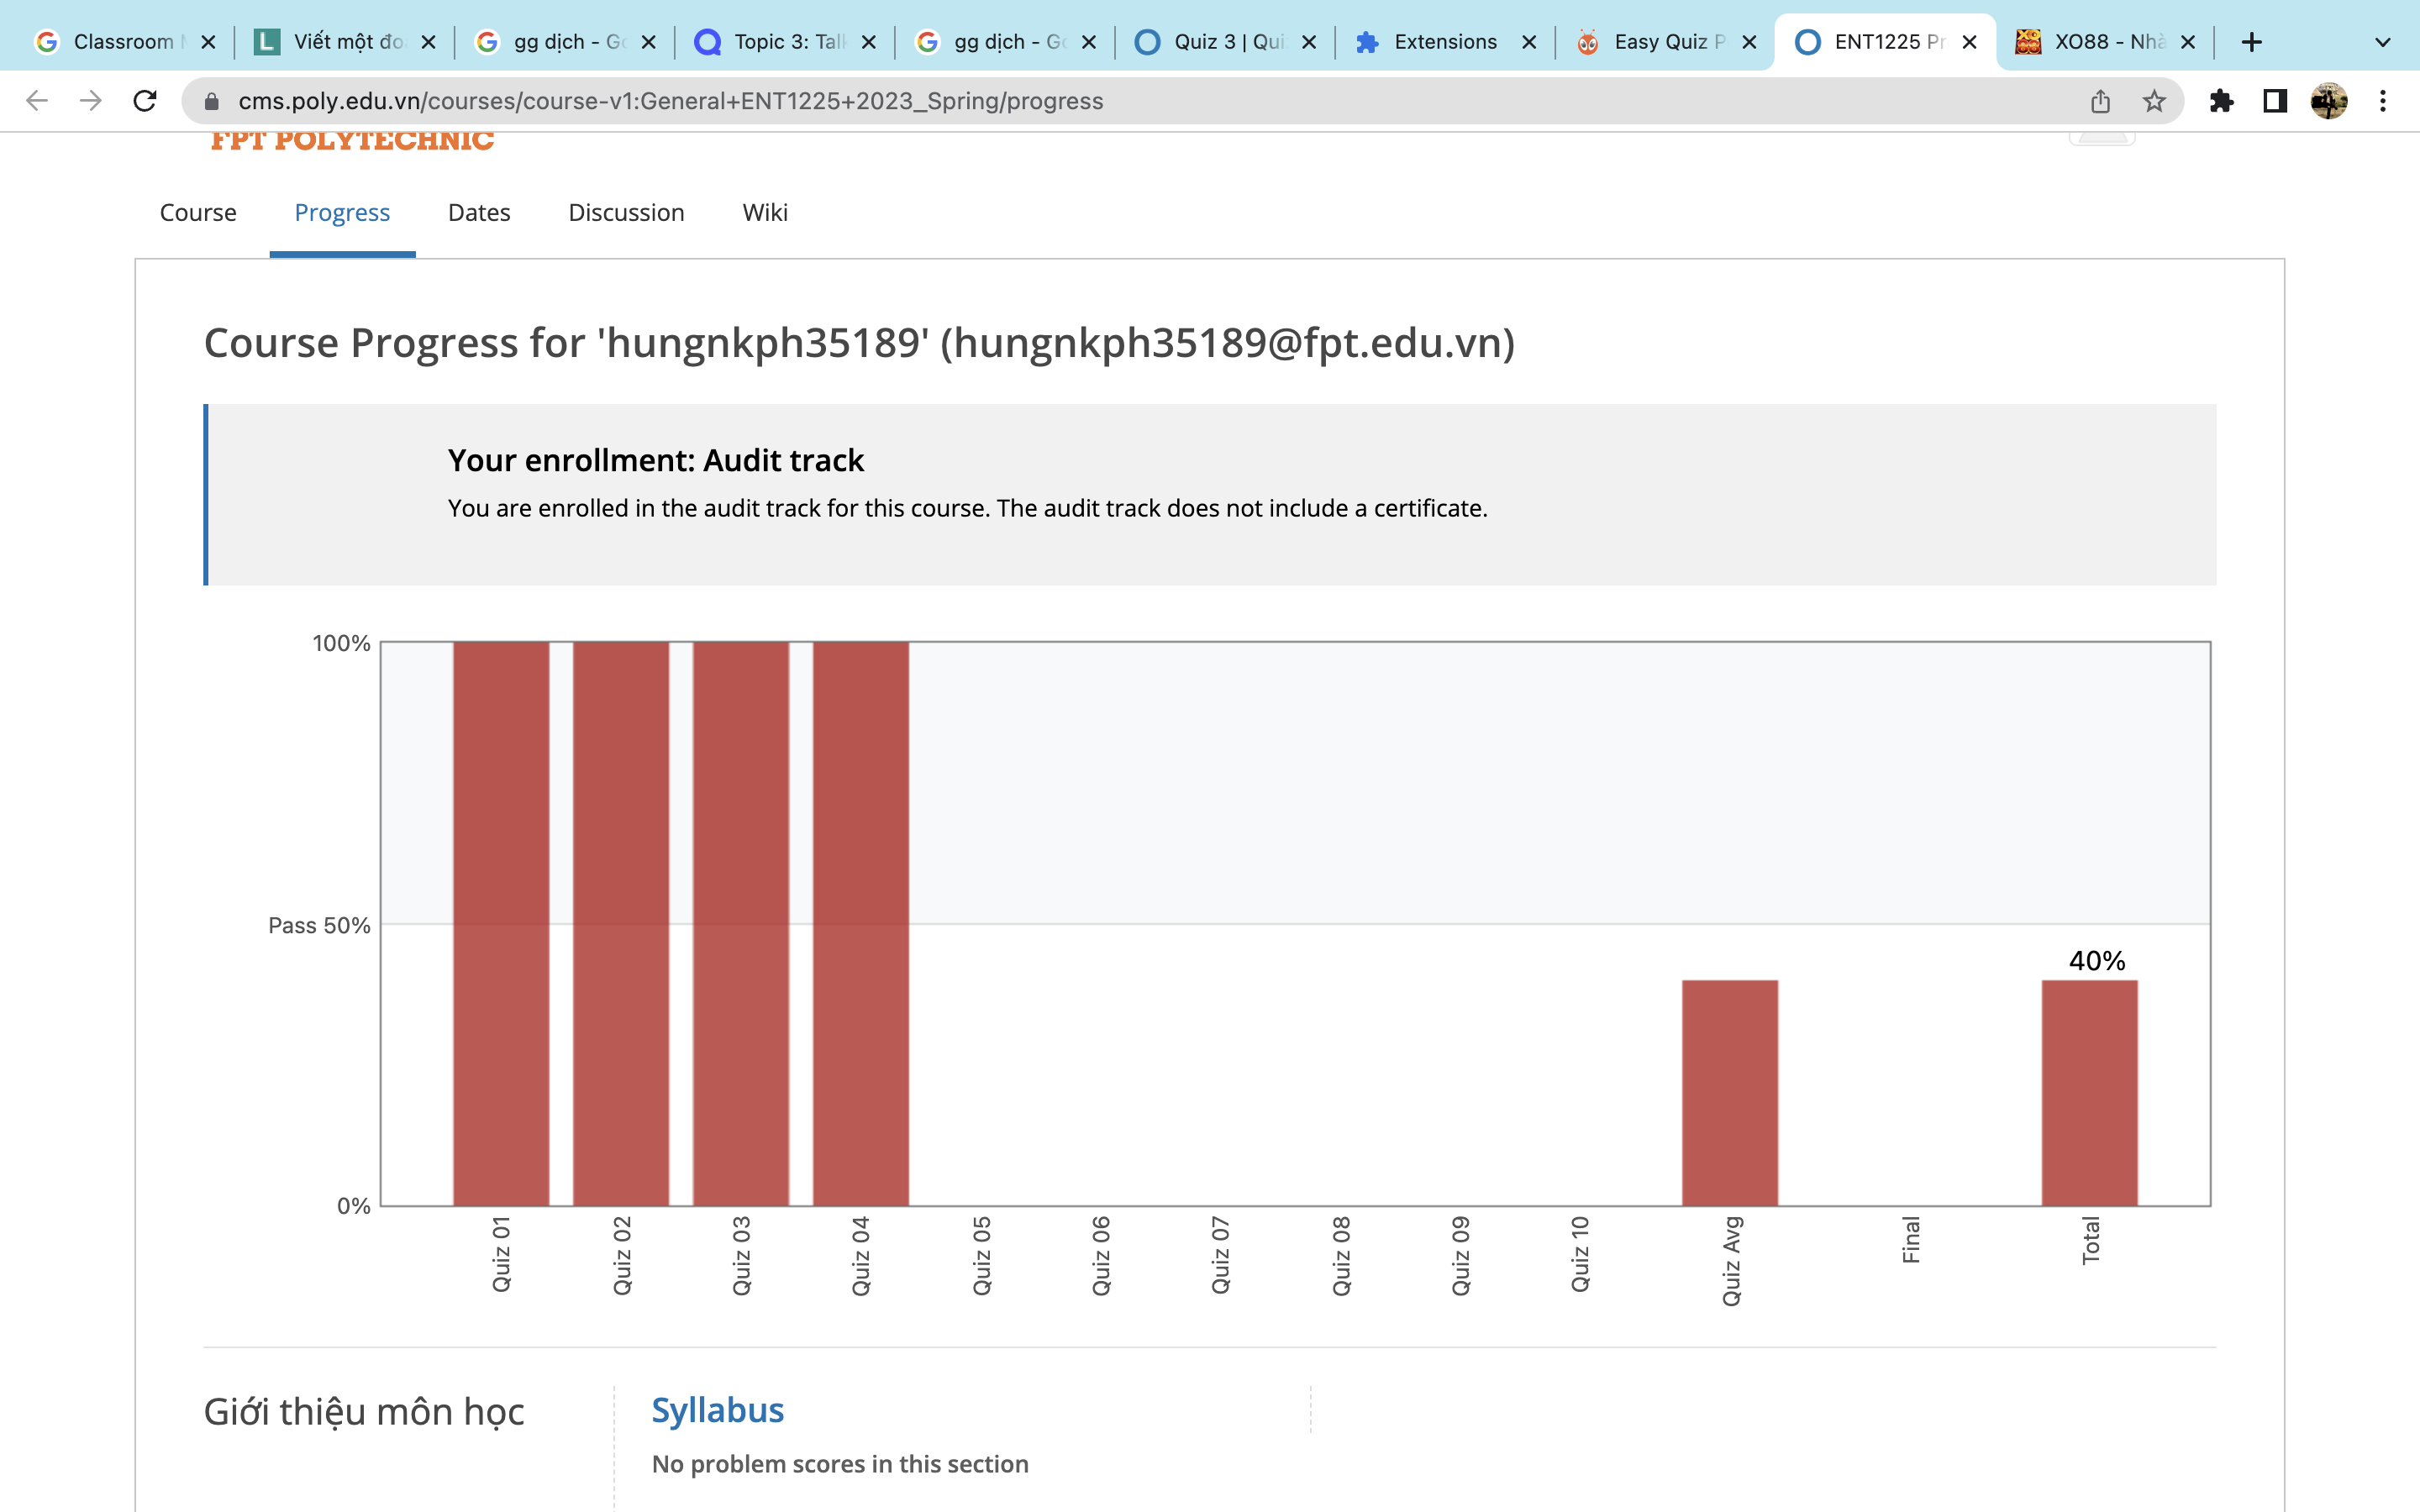 Classroom
Viết một đo
gg dịch - Go
Topic 3: Talk
gg dịch - Go
Quiz 3 | Qui
Extensions
Easy Quiz P
ENT1225 Pr
XO88 - Nhà
cms.poly.edu.vn/courses/course-v1:General+ENT1225+2023_Spring/progress
FPT POLYTECHNIC
Course Progress Dates Discussion Wiki
Course Progress for 'hungnkph35189' (hungnkph35189@fpt.edu.vn)
Your enrollment: Audit track
You are enrolled in the audit track for this course. The audit track does not include a certificate.
100%
Pass 50%
40%
0%
Quiz 01
Quiz 02
Quiz 03
Quiz 04
Quiz 05
Quiz 06
Quiz 07
Quiz 08
Quiz 09
Quiz 10
Quiz Avg
Final
Total
Giới thiệu môn học
Syllabus
No problem scores in this section